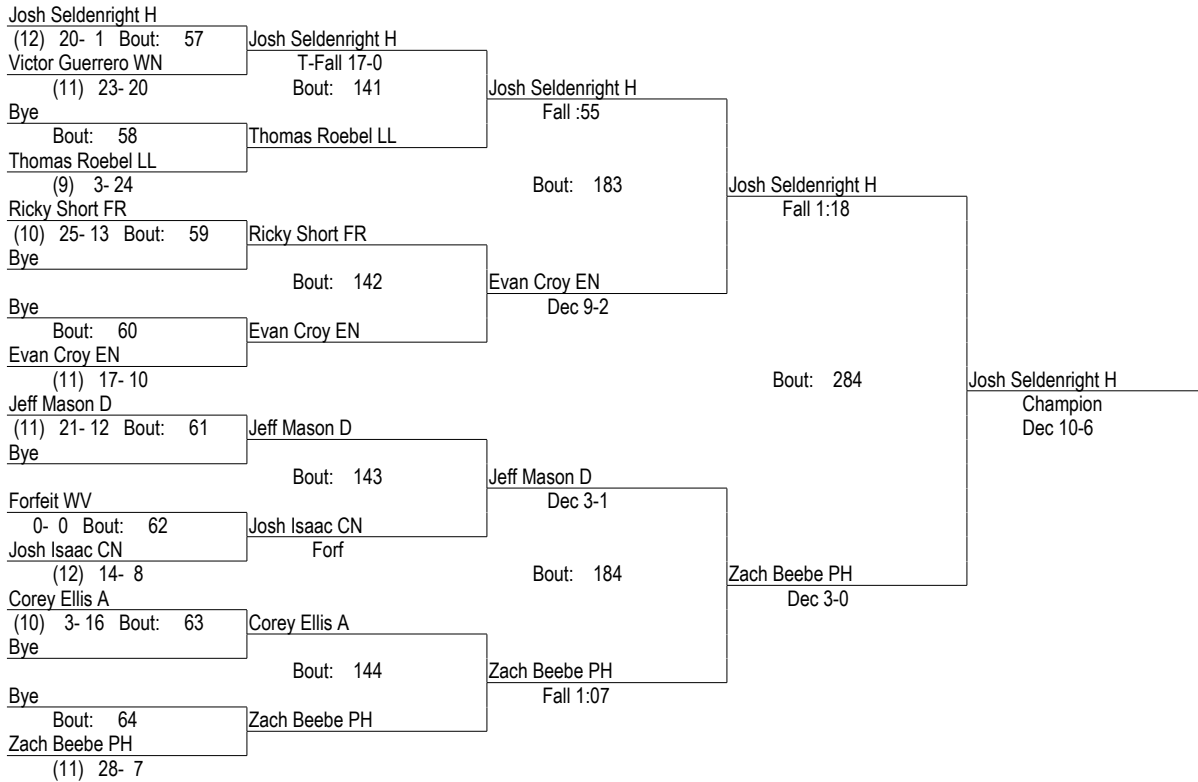 Josh Seldenright H
(12) 20- 1 Bout: 57
Victor Guerrero WN
(11) 23- 20
Bye
Bout: 58
Thomas Roebel LL
(9) 3- 24
Ricky Short FR
(10) 25- 13 Bout: 59
Bye
Bye
Bout: 60
Evan Croy EN
(11) 17- 10
Jeff Mason D
(11) 21- 12 Bout: 61
Bye
Forfeit WV
0- 0 Bout: 62
Josh Isaac CN
(12) 14- 8
Corey Ellis A
(10) 3- 16 Bout: 63
Bye
Bye
Bout: 64
Zach Beebe PH
(11) 28- 7
Josh Seldenright H
T-Fall 17-0
Bout: 141
Thomas Roebel LL
Ricky Short FR
Bout: 142
Evan Croy EN
Jeff Mason D
Bout: 143
Josh Isaac CN
Forf
Corey Ellis A
Bout: 144
Zach Beebe PH
Josh Seldenright H
Fall :55
Bout: 183
Evan Croy EN
Dec 9-2
Jeff Mason D
Dec 3-1
Bout: 184
Zach Beebe PH
Fall 1:07
Josh Seldenright H
Fall 1:18
Bout: 284
Zach Beebe PH
Dec 3-0
Josh Seldenright H
Champion
Dec 10-6